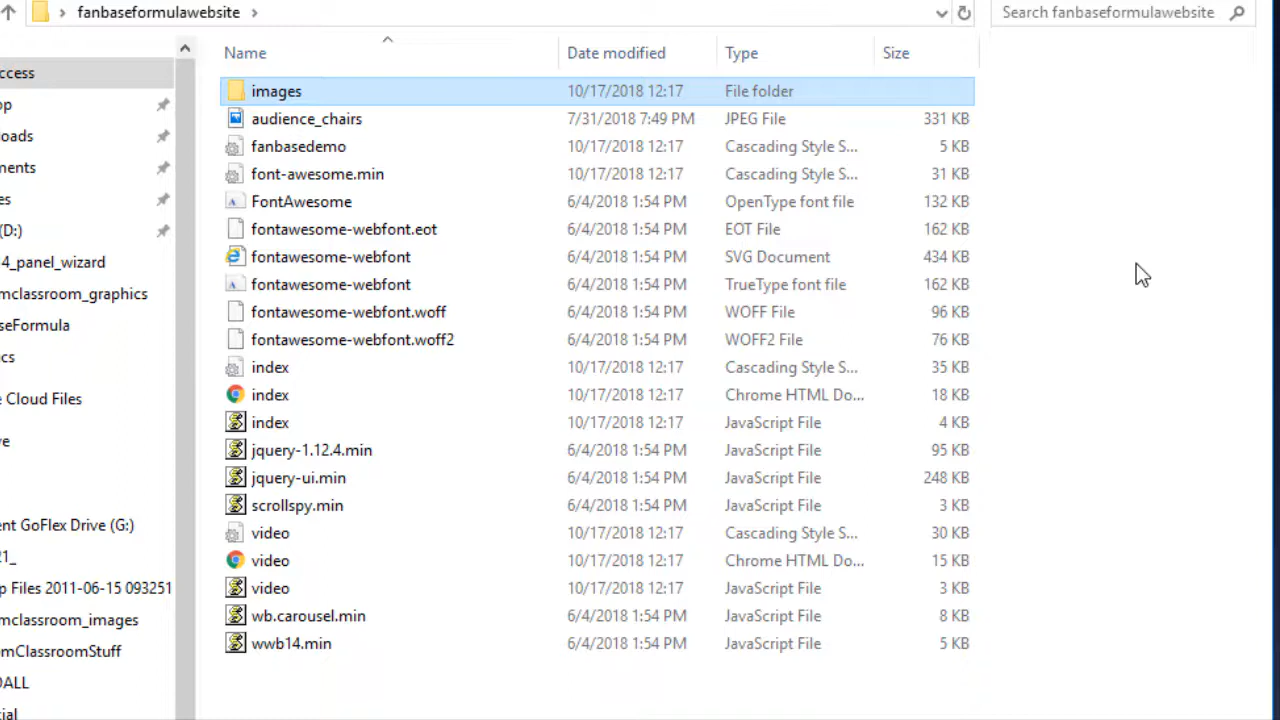 fanbaseformulawebsite
Search fanbaseformulawebsite
Name Date modified Type Size
images 10/17/2018 12:17 File folder
audience_chairs 7/31/2018 7:49 PM JPEG File 331 KB
fanbasedemo 10/17/2018 12:17 Cascading Style S... 5 KB
font-awesome.min 10/17/2018 12:17 Cascading Style S... 31 KB
FontAwesome 6/4/2018 1:54 PM OpenType font file 132 KB
fontawesome-webfont.eot 6/4/2018 1:54 PM EOT File 162 KB
fontawesome-webfont 6/4/2018 1:54 PM SVG Document 434 KB
fontawesome-webfont 6/4/2018 1:54 PM TrueType font file 162 KB
fontawesome-webfont.woff 6/4/2018 1:54 PM WOFF File 96 KB
fontawesome-webfont.woff2 6/4/2018 1:54 PM WOFF2 File 76 KB
index 10/17/2018 12:17 Cascading Style S... 35 KB
index 10/17/2018 12:17 Chrome HTML Do... 18 KB
index 10/17/2018 12:17 JavaScript File 4 KB
jquery-1.12.4.min 6/4/2018 1:54 PM JavaScript File 95 KB
jquery-ui.min 6/4/2018 1:54 PM JavaScript File 248 KB
scrollspy.min 6/4/2018 1:54 PM JavaScript File 3 KB
video 10/17/2018 12:17 Cascading Style S... 30 KB
video 10/17/2018 12:17 Chrome HTML Do... 15 KB
video 10/17/2018 12:17 JavaScript File 3 KB
wb.carousel.min 6/4/2018 1:54 PM JavaScript File 8 KB
wwb14.min 6/4/2018 1:54 PM JavaScript File 5 KB
ccess
op
oads
nents
es
(D:)
4_panel_wizard
mclassroom_graphics
seFormula
cs
e Cloud Files
ve
ent GoFlex Drive (G:)
21_
p Files 2011-06-15 093251
mclassroom_images
omClassroomStuff
DALL
ial